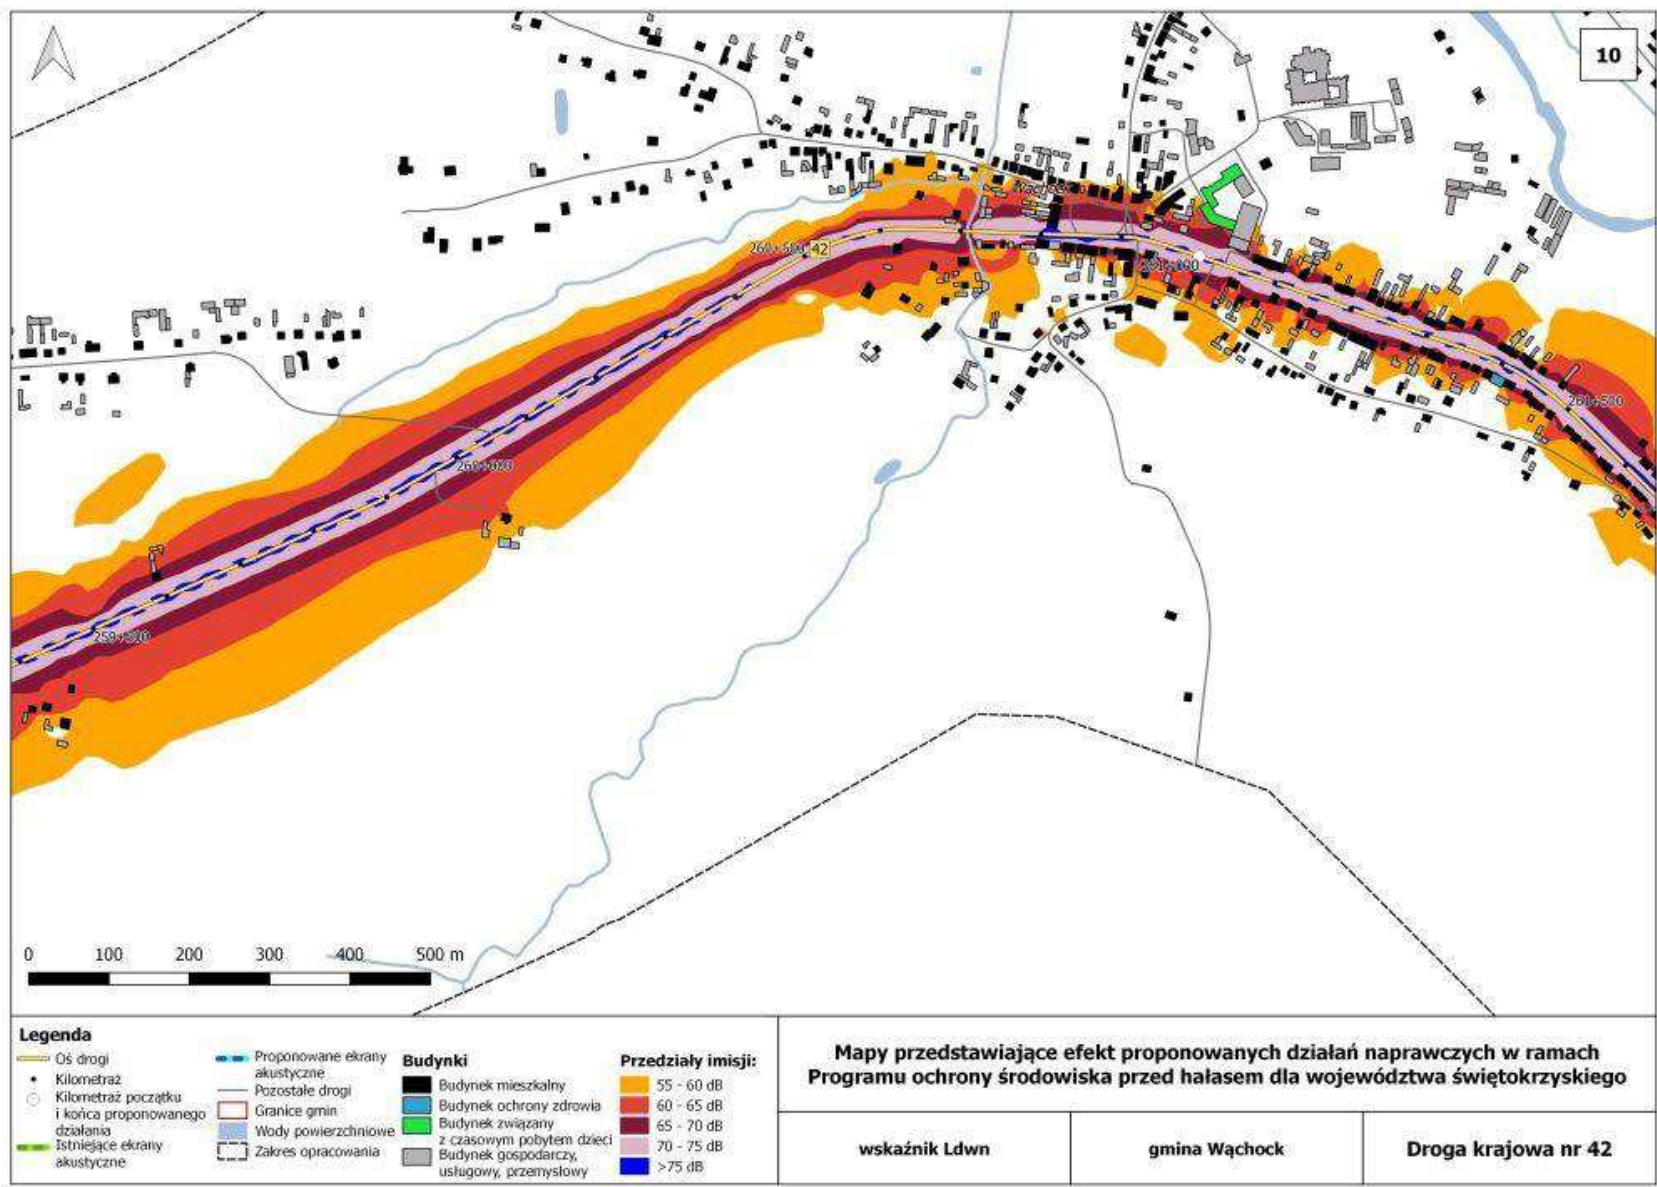 10
260+500
42
261+000
261+500
260+000
259+500
0 100 200 300 400 500 m
Legenda
Oś drogi
Kilometraż
Kilometraż początku
i końca proponowanego
działania
Istniejące ekrany
akustyczne
Proponowane ekrany
akustyczne
Pozostałe drogi
Granice gmin
Wody powierzchniowe
Zakres opracowania
Budynki
Budynek mieszkalny
Budynek ochrony zdrowia
Budynek związany
z czasowym pobytem dzieci
Budynek gospodarczy,
usługowy, przemysłowy
Przedziały imisji:
55 - 60 dB
60 - 65 dB
65 - 70 dB
70 - 75 dB
>75 dB
Mapy przedstawiające efekt proponowanych działań naprawczych w ramach
Programu ochrony środowiska przed hałasem dla województwa świętokrzyskiego
wskaźnik Ldwn
gmina Wąchock
Droga krajowa nr 42